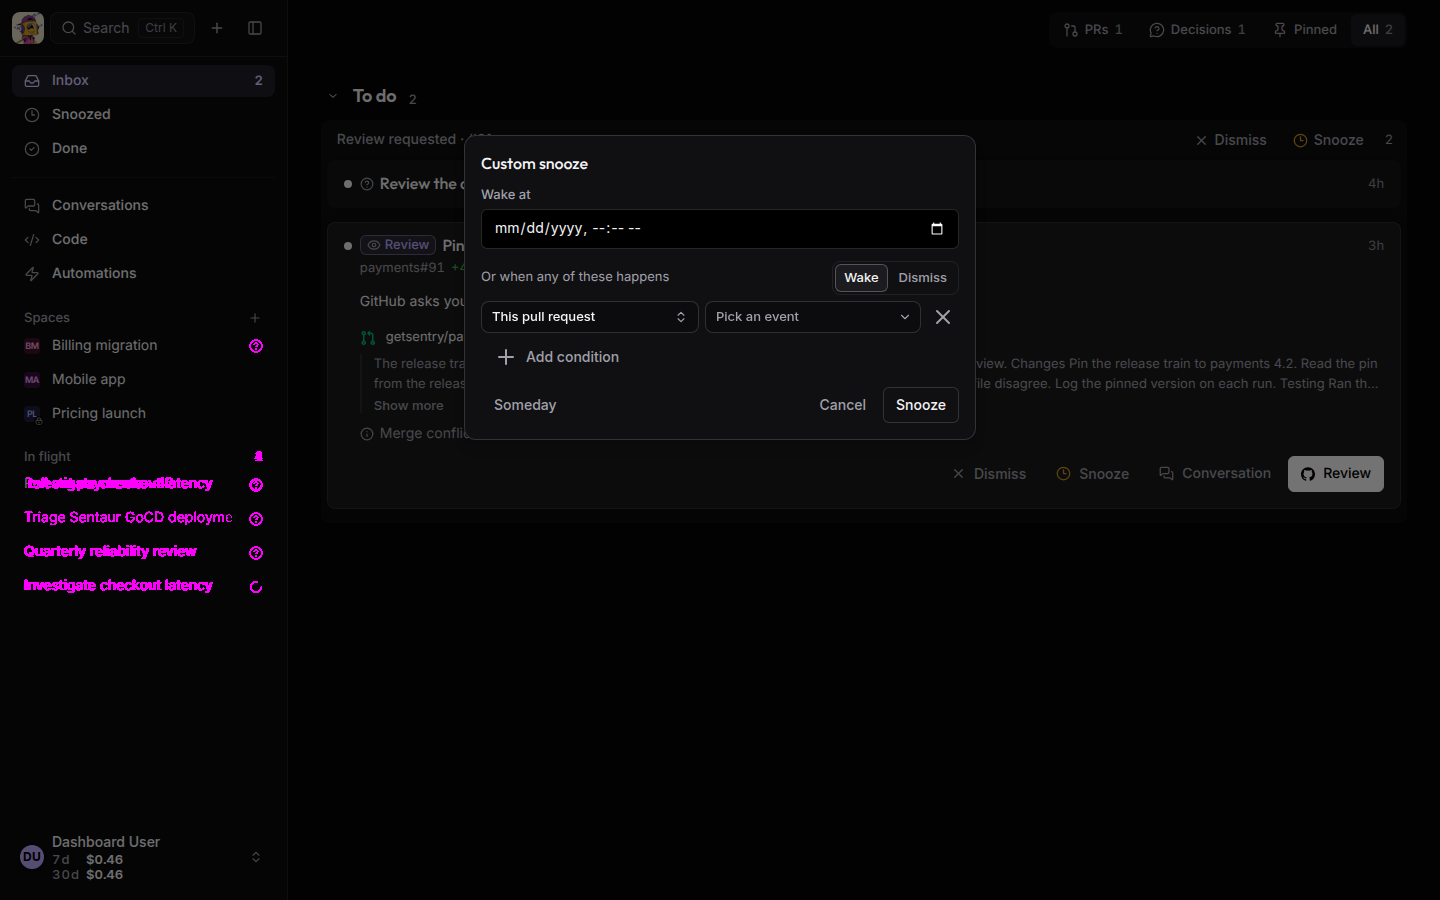 Search Ctrl K
Inbox 2
Snoozed
Done
Conversations
Code
Automations
Spaces
BM Billing migration
MA Mobile app
PL Pricing launch
In flight
Triage Sentaur GoCD deployme
Quarterly reliability review
Investigate checkout latency
DU Dashboard User
7d $0.46
30d $0.46
PRs 1 Decisions 1 Pinned All 2
To do 2
Review requested ·
Dismiss Snooze 2
Review the
4h
Review Pin
3h
payments#91
GitHub asks you
getsentry/pa
The release tra
view. Changes Pin the release train to payments 4.2. Read the pin
from the releas
file disagree. Log the pinned version on each run. Testing Ran th...
Show more
Merge confli
Dismiss Snooze Conversation Review
Custom snooze
Wake at
mm/dd/yyyy, --:-- --
Or when any of these happens Wake Dismiss
This pull request Pick an event
Add condition
Someday Cancel Snooze